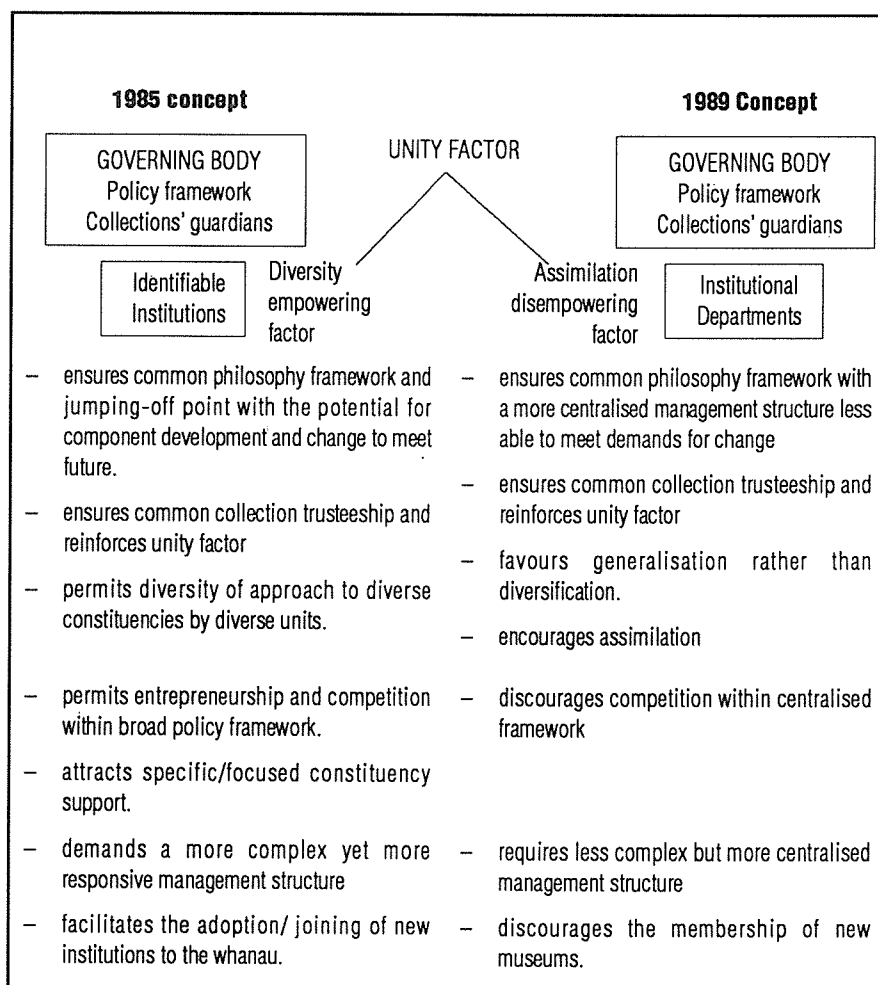 1985 concept
GOVERNING BODY
Policy framework
Collections' guardians
Identifiable
Institutions
UNITY FACTOR
Diversity
empowering
factor
Assimilation
disempowering
factor
1989 Concept
GOVERNING BODY
Policy framework
Collections' guardians
Institutional
Departments
– ensures common philosophy framework and
jumping-off point with the potential for
component development and change to meet
future.
– ensures common collection trusteeship and
reinforces unity factor
– permits diversity of approach to diverse
constituencies by diverse units.
– permits entrepreneurship and competition
within broad policy framework.
– attracts specific/focused constituency
support.
– demands a more complex yet more
responsive management structure
– facilitates the adoption/ joining of new
institutions to the whanau.
– ensures common philosophy framework with
a more centralised management structure less
able to meet demands for change
– ensures common collection trusteeship and
reinforces unity factor
– favours generalisation rather than
diversification.
– encourages assimilation
– discourages competition within centralised
framework
– requires less complex but more centralised
management structure
– discourages the membership of new
museums.